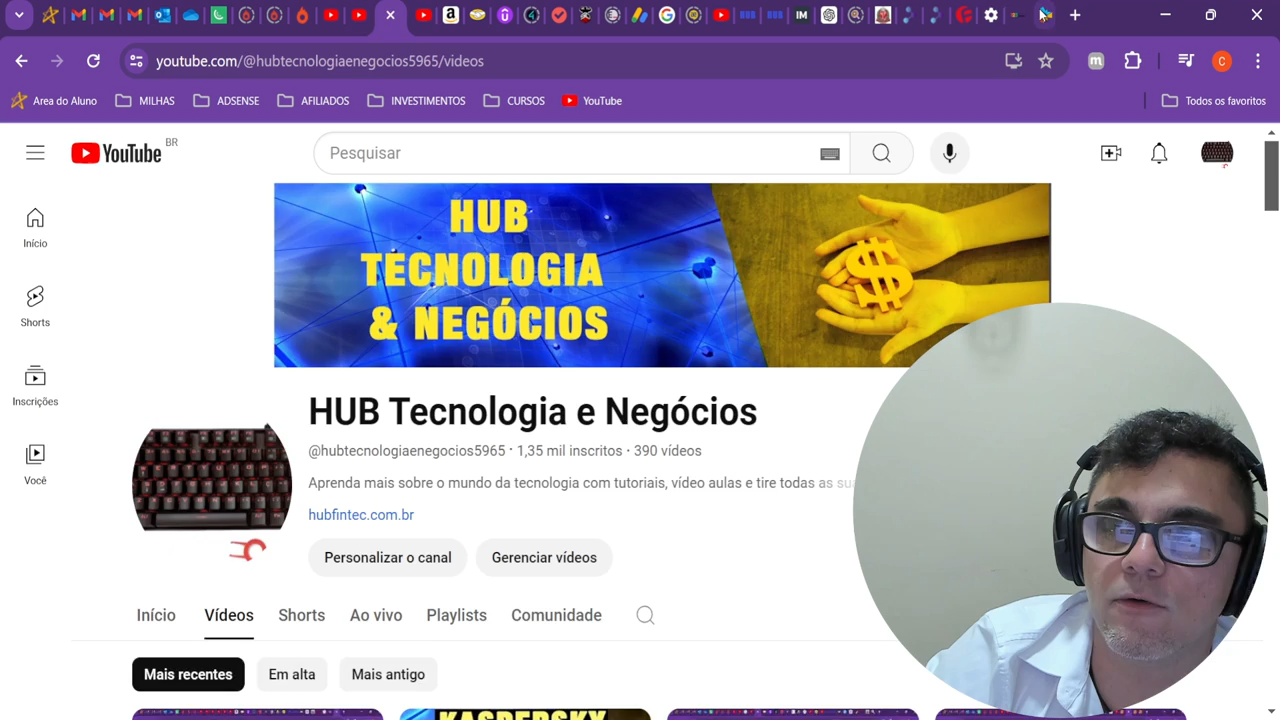 youtube.com/@hubtecnologiaenegocios5965/videos
Area do Aluno MILHAS ADSENSE AFILIADOS INVESTIMENTOS CURSOS YouTube Todos os favoritos
YouTube BR
Pesquisar
Início
Shorts
Inscrições
Você
HUB
TECNOLOGIA
& NEGÓCIOS
$
HUB Tecnologia e Negócios
@hubtecnologiaenegocios5965 · 1,35 mil inscritos · 390 vídeos
Aprenda mais sobre o mundo da tecnologia com tutoriais, vídeo aulas e tire todas as
hubfintec.com.br
Personalizar o canal Gerenciar vídeos
Início Vídeos Shorts Ao vivo Playlists Comunidade
Mais recentes Em alta Mais antigo
KASPERSKY